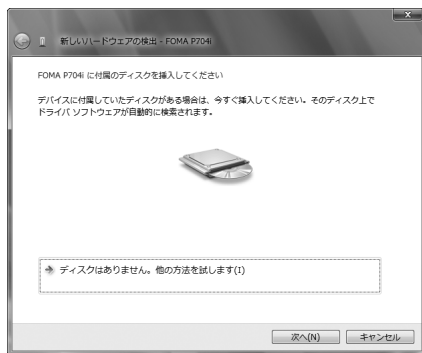 新しいハードウェアの検出 - FOMA P704i
FOMA P704i に付属のディスクを挿入してください
デバイスに付属していたディスクがある場合は、今すぐ挿入してください。そのディスク上で
ドライバ ソフトウェアが自動的に検索されます。
ディスクはありません。他の方法を試します(I)
次へ(N)
キャンセル